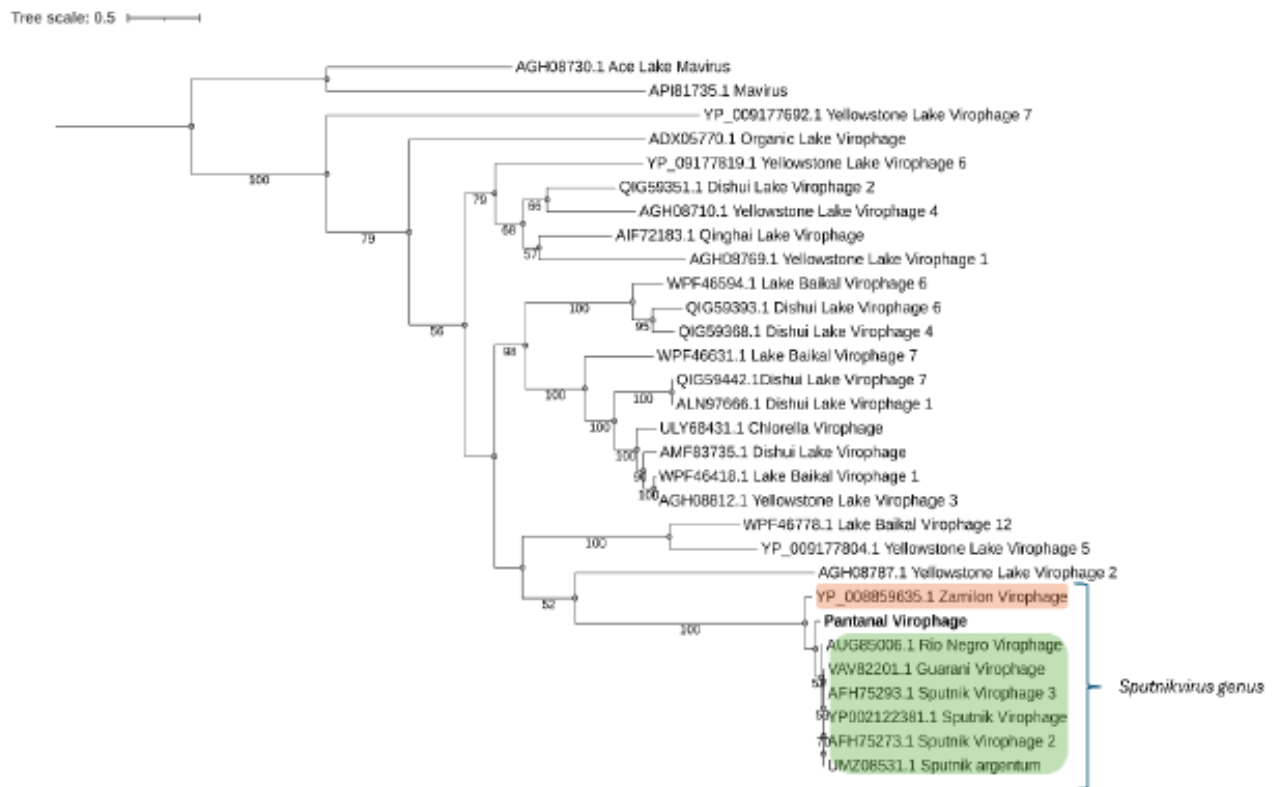 Tree scale: 0.5
AGH08730.1 Ace Lake Mavirus
API81735.1 Mavirus
YP_009177692.1 Yellowstone Lake Virophage 7
100
ADX05770.1 Organic Lake Virophage
79
YP_09177819.1 Yellowstone Lake Virophage 6
79
QIG59351.1 Dishui Lake Virophage 2
66
AGH08710.1 Yellowstone Lake Virophage 4
68
AIF72183.1 Qinghai Lake Virophage
57
AGH08769.1 Yellowstone Lake Virophage 1
56
WPF46594.1 Lake Baikal Virophage 6
100
QIG59393.1 Dishui Lake Virophage 6
95
QIG59368.1 Dishui Lake Virophage 4
98
WPF46631.1 Lake Baikal Virophage 7
100
QIG59442.1Dishui Lake Virophage 7
100
ALN97666.1 Dishui Lake Virophage 1
100
ULY68431.1 Chlorella Virophage
100
AMF83735.1 Dishui Lake Virophage
WPF46418.1 Lake Baikal Virophage 1
100
AGH08812.1 Yellowstone Lake Virophage 3
WPF46778.1 Lake Baikal Virophage 12
100
YP_009177804.1 Yellowstone Lake Virophage 5
AGH08787.1 Yellowstone Lake Virophage 2
52
YP_008859635.1 Zamilon Virophage
100
Pantanal Virophage
AUG85006.1 Rio Negro Virophage
VAV82201.1 Guarani Virophage
AFH75293.1 Sputnik Virophage 3
Sputnikvirus genus
YP002122381.1 Sputnik Virophage
AFH75273.1 Sputnik Virophage 2
UMZ08531.1 Sputnik argentum